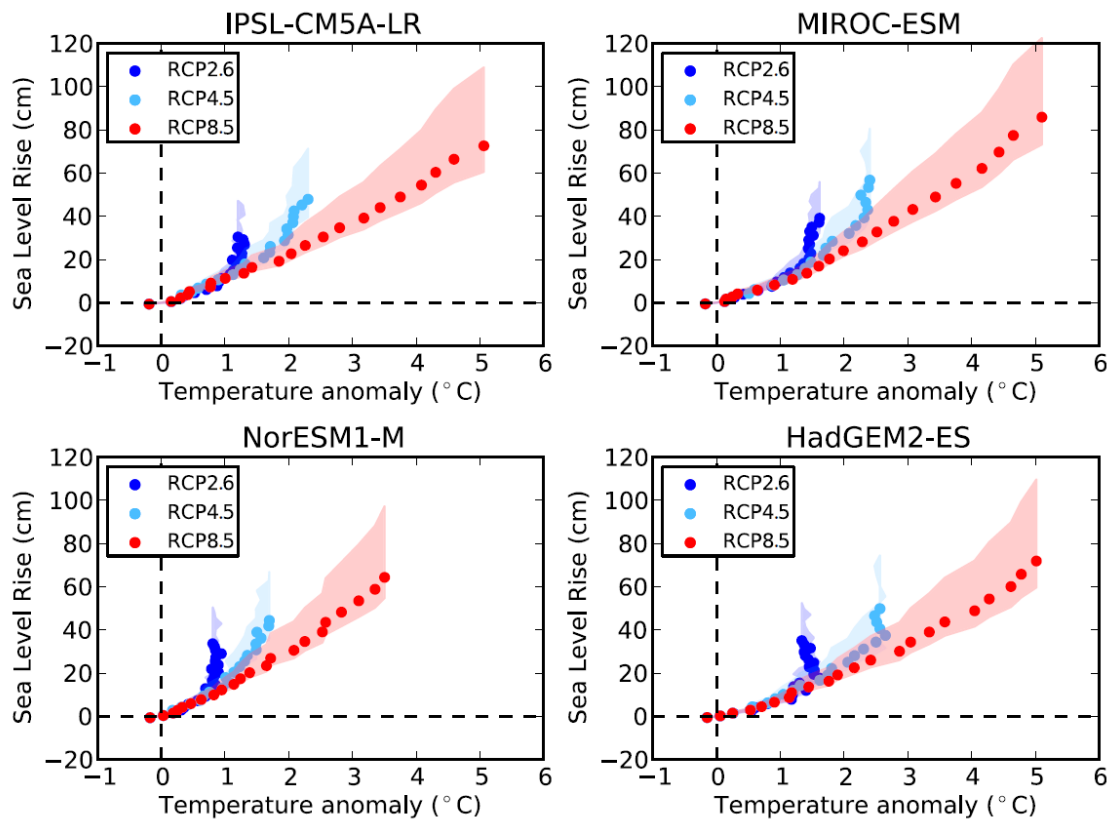 IPSL-CM5A-LR
120
100
80
60
40
20
0
−20
Sea Level Rise (cm)
RCP2.6
RCP4.5
RCP8.5
−1 0 1 2 3 4 5 6
Temperature anomaly (°C)
MIROC-ESM
120
100
80
60
40
20
0
−20
Sea Level Rise (cm)
RCP2.6
RCP4.5
RCP8.5
−1 0 1 2 3 4 5 6
Temperature anomaly (°C)
NorESM1-M
120
100
80
60
40
20
0
−20
Sea Level Rise (cm)
RCP2.6
RCP4.5
RCP8.5
−1 0 1 2 3 4 5 6
Temperature anomaly (°C)
HadGEM2-ES
120
100
80
60
40
20
0
−20
Sea Level Rise (cm)
RCP2.6
RCP4.5
RCP8.5
−1 0 1 2 3 4 5 6
Temperature anomaly (°C)